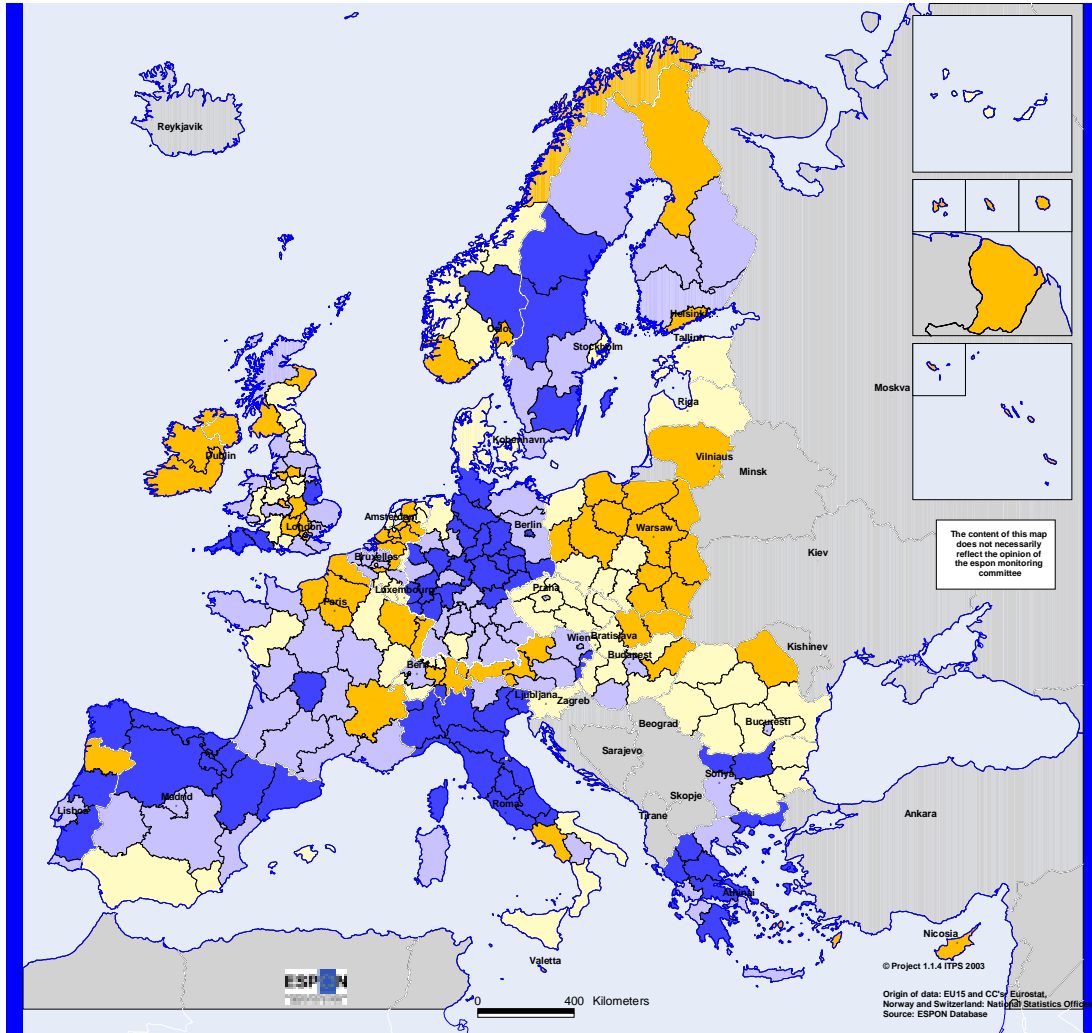 Reykjavik
Helsinki
Oslo
Tallinn
Stockholm
Moskva
Riga
Kobenhavn
Dublin
Vilniaus
Minsk
Amsterdam
Berlin
London
Warsaw
The content of this map
does not necessarily
reflect the opinion of
the espon monitoring
committee
Bruxelles
Kiev
Luxembourg
Praha
Paris
Wien
Bratislava
Kishinev
Budapest
Bern
Ljubljana
Zagreb
Beograd
Bucuresti
Sarajevo
Sofiya
Madrid
Skopje
Lisboa
Roma
Tirane
Ankara
Athinai
Nicosia
Valetta
© Project 1.1.4 ITPS 2003
ESPON
0 400 Kilometers
Origin of data: EU15 and CC's: Eurostat,
Norway and Switzerland: National Statistics Offices
Source: ESPON Database